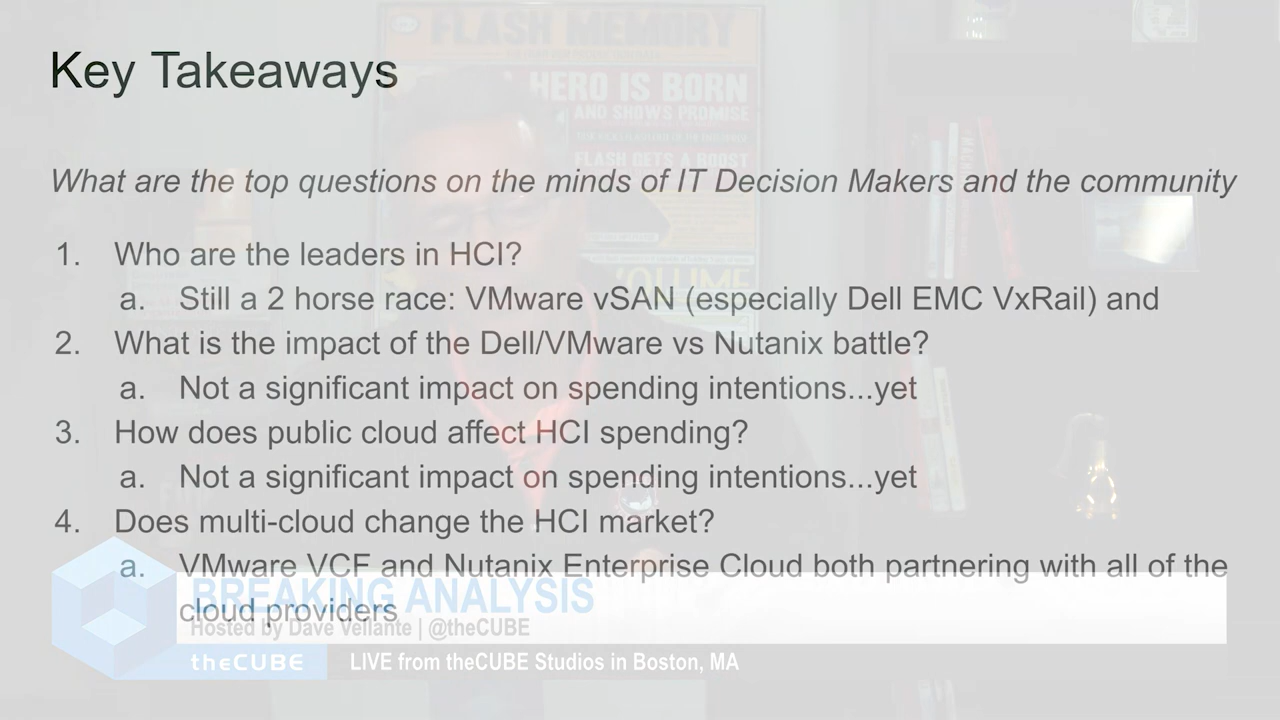 FLASH MEMORY
Key Takeaways
HERO IS BORN
AND SHOWS PROMISE
FLASH GETS A BOOST
What are the top questions on the minds of IT Decision Makers and the community
1. Who are the leaders in HCI?
VOLUME
a. Still a 2 horse race: VMware vSAN (especially Dell EMC VxRail) and
2. What is the impact of the Dell/VMware vs Nutanix battle?
a. Not a significant impact on spending intentions...yet
3. How does public cloud affect HCI spending?
a. Not a significant impact on spending intentions...yet
4. Does multi-cloud change the HCI market?
a. VMware VCF and Nutanix Enterprise Cloud both partnering with all of the
cloud providers
BREAKING ANALYSIS
Hosted by Dave Vellante | @theCUBE
theCUBE LIVE from theCUBE Studios in Boston, MA